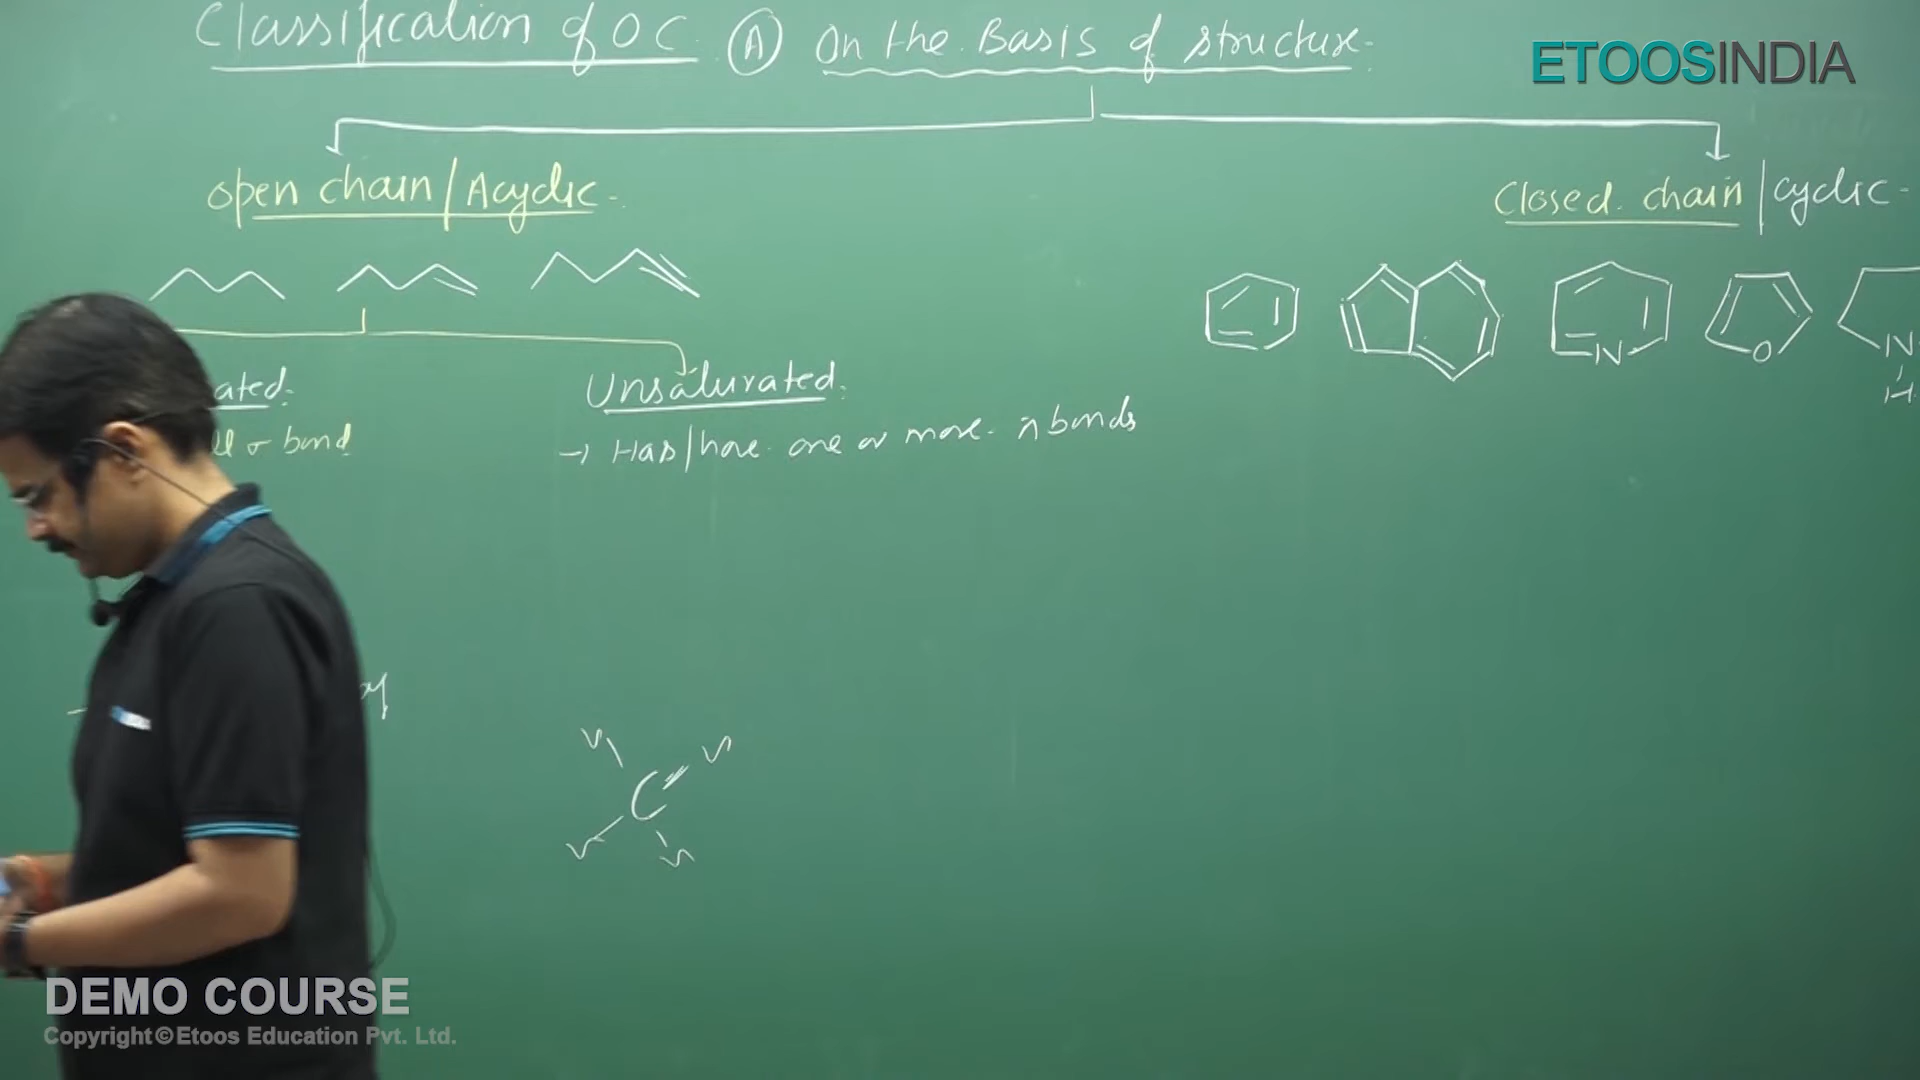 Classification of OC. (A) On the Basis of structure.
ETOOSINDIA
open chain/Acyclic.
Closed chain/cyclic
N
O
N
H
ated.
Unsaturated.
ll σ bond
→ Has/have one or more π bonds
C
DEMO COURSE
Copyright©Etoos Education Pvt. Ltd.